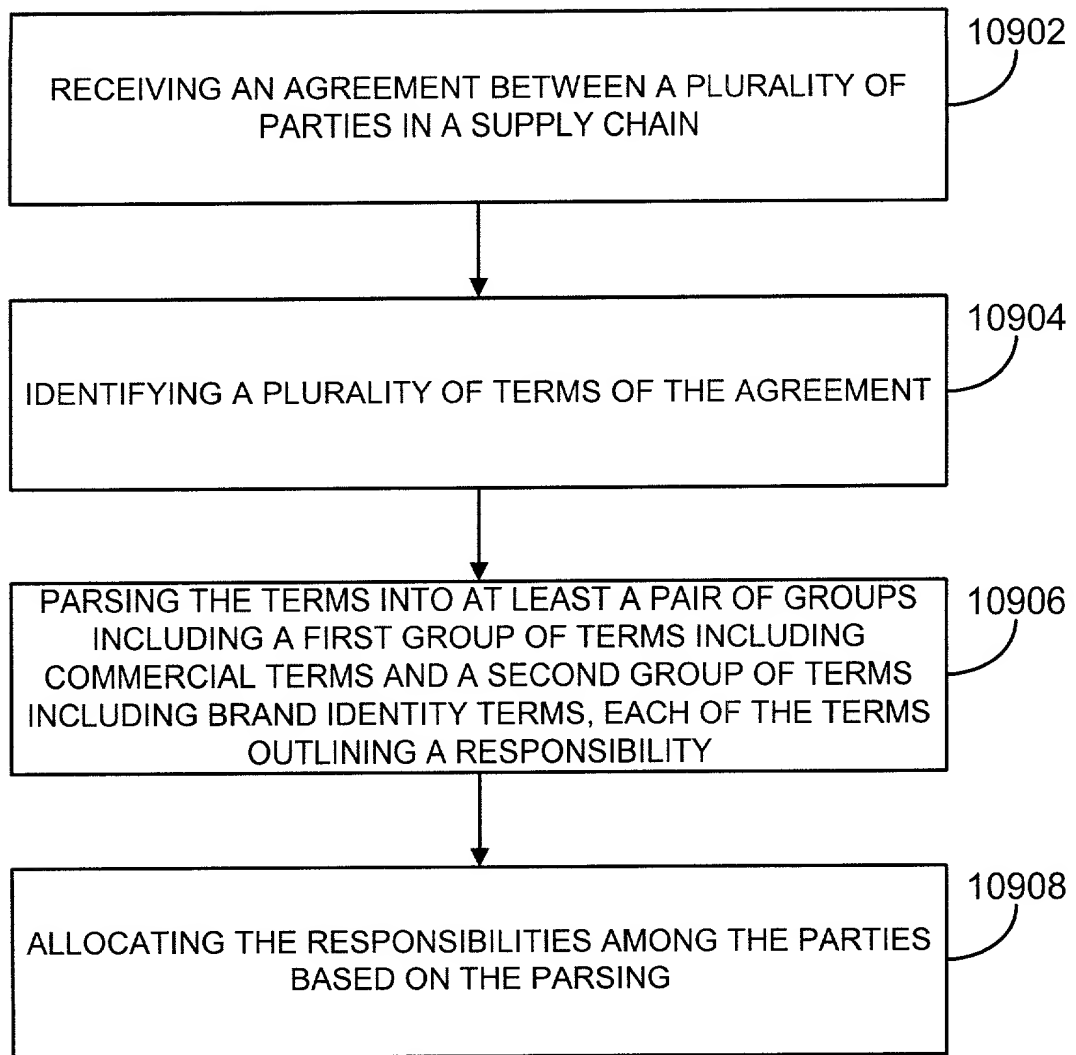 10902
RECEIVING AN AGREEMENT BETWEEN A PLURALITY OF
PARTIES IN A SUPPLY CHAIN
10904
IDENTIFYING A PLURALITY OF TERMS OF THE AGREEMENT
10906
PARSING THE TERMS INTO AT LEAST A PAIR OF GROUPS
INCLUDING A FIRST GROUP OF TERMS INCLUDING
COMMERCIAL TERMS AND A SECOND GROUP OF TERMS
INCLUDING BRAND IDENTITY TERMS, EACH OF THE TERMS
OUTLINING A RESPONSIBILITY
10908
ALLOCATING THE RESPONSIBILITIES AMONG THE PARTIES
BASED ON THE PARSING